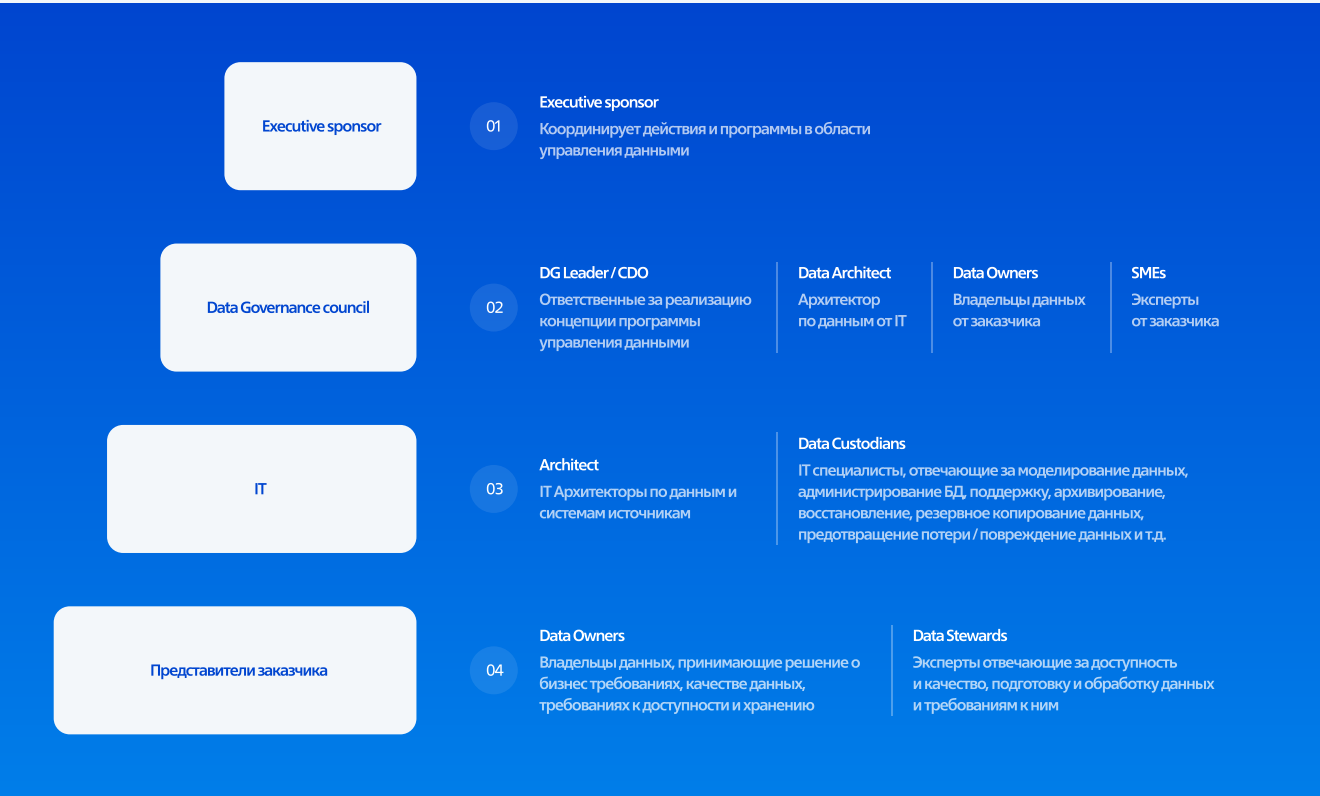 Executive sponsor
01
Executive sponsor
Координирует действия и программы в области
управления данными
Data Governance council
02
DG Leader / CDO
Ответственные за реализацию
концепции программы
управления данными
Data Architect
Архитектор
по данным от IT
Data Owners
Владельцы данных
от заказчика
SMEs
Эксперты
от заказчика
IT
03
Architect
IT Архитекторы по данным и
системам источникам
Data Custodians
IT специалисты, отвечающие за моделирование данных,
администрирование БД, поддержку, архивирование,
восстановление, резервное копирование данных,
предотвращение потери / повреждение данных и т.д.
Представители заказчика
04
Data Owners
Владельцы данных, принимающие решение о
бизнес требованиях, качестве данных,
требованиях к доступности и хранению
Data Stewards
Эксперты отвечающие за доступность
и качество, подготовку и обработку данных
и требованиям к ним